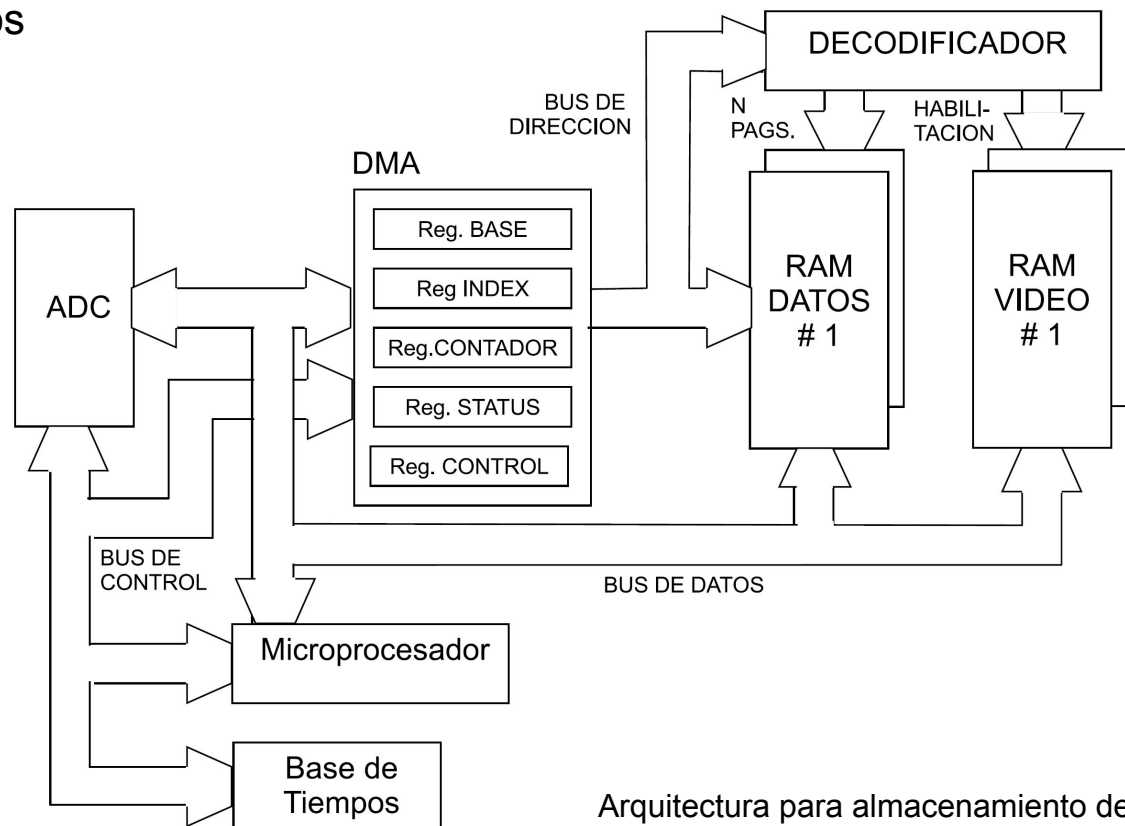 os
DECODIFICADOR
BUS DE
DIRECCION
N
PAGS.
HABILI-
TACION
DMA
Reg. BASE
Reg INDEX
Reg.CONTADOR
Reg. STATUS
Reg. CONTROL
ADC
RAM
DATOS
# 1
RAM
VIDEO
# 1
BUS DE
CONTROL
BUS DE DATOS
Microprocesador
Base de
Tiempos
Arquitectura para almacenamiento de